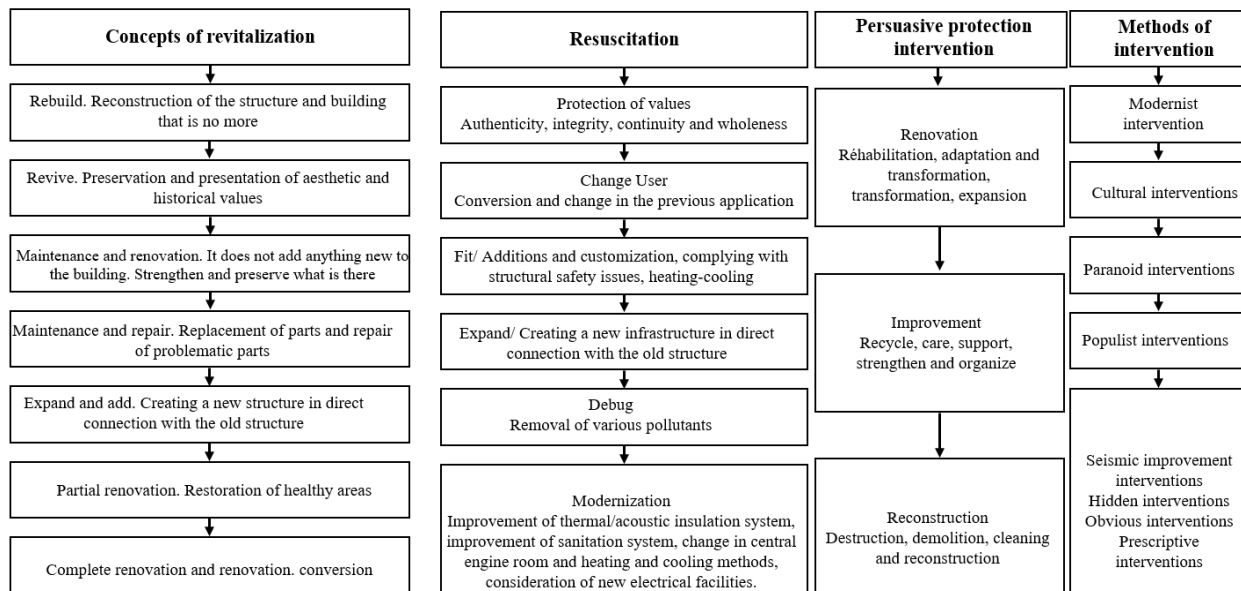 Concepts of revitalization
Rebuild. Reconstruction of the structure and building
that is no more
Revive. Preservation and presentation of aesthetic and
historical values
Maintenance and renovation. It does not add anything new to
the building. Strengthen and preserve what is there
Maintenance and repair. Replacement of parts and repair
of problematic parts
Expand and add. Creating a new structure in direct
connection with the old structure
Partial renovation. Restoration of healthy areas
Complete renovation and renovation. conversion
Resuscitation
Protection of values
Authenticity, integrity, continuity and wholeness
Change User
Conversion and change in the previous application
Fit/ Additions and customization, complying with
structural safety issues, heating-cooling
Expand/ Creating a new infrastructure in direct
connection with the old structure
Debug
Removal of various pollutants
Modernization
Improvement of thermal/acoustic insulation system,
improvement of sanitation system, change in central
engine room and heating and cooling methods,
consideration of new electrical facilities.
Persuasive protection
intervention
Renovation
Réhabilitation, adaptation and
transformation,
transformation, expansion
Improvement
Recycle, care, support,
strengthen and organize
Reconstruction
Destruction, demolition, cleaning
and reconstruction
Methods of
intervention
Modernist
intervention
Cultural interventions
Paranoid interventions
Populist interventions
Seismic improvement
interventions
Hidden interventions
Obvious interventions
Prescriptive
interventions